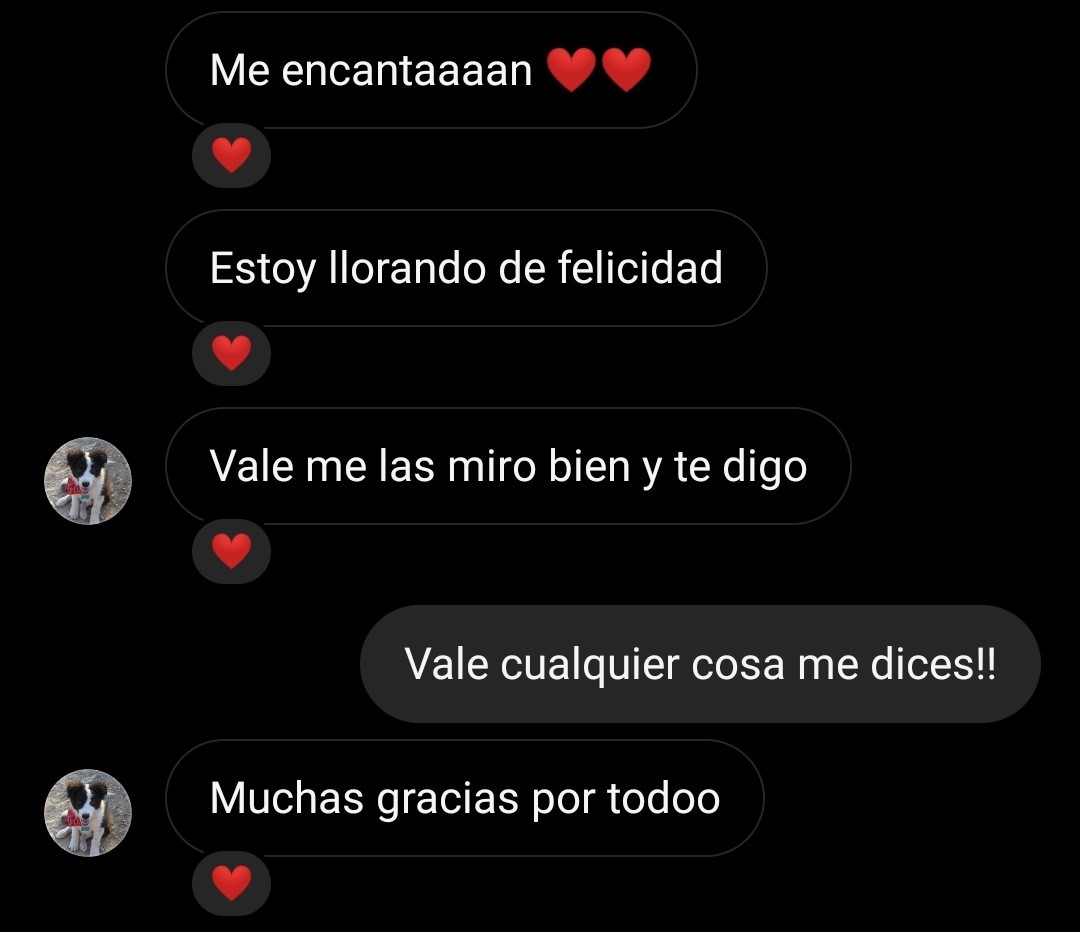 Me encantaaaan ❤️❤️
Estoy llorando de felicidad
Vale me las miro bien y te digo
Vale cualquier cosa me dices!!
Muchas gracias por todoo